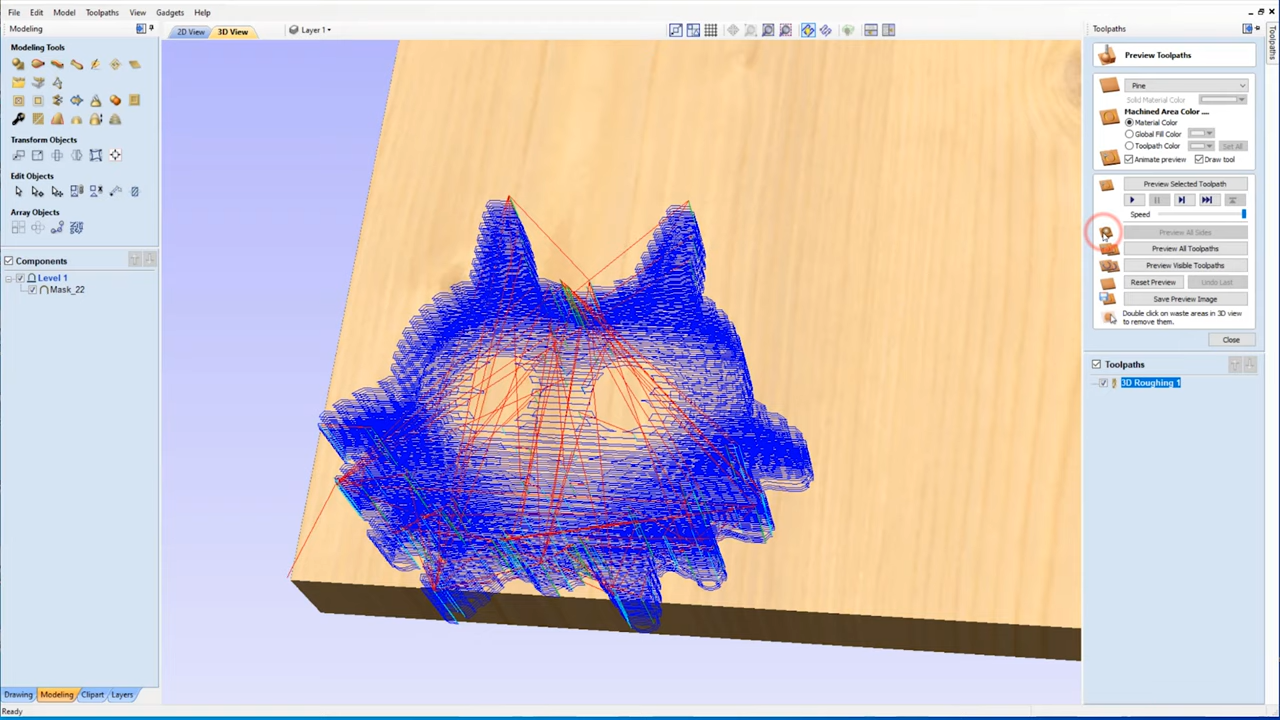 File Edit Model Toolpaths View Gadgets Help
Modeling
Modeling Tools
Transform Objects
Edit Objects
Array Objects
Components
Level 1
Mask_22
Drawing Modeling Clipart Layers
Ready
2D View 3D View Layer 1
Toolpaths
Toolpaths
Preview Toolpaths
Pine
Solid Material Color
Machined Area Color ....
Material Color
Global Fill Color
Toolpath Color Set All
Animate preview Draw tool
Preview Selected Toolpath
Speed
Preview All Sides
Preview All Toolpaths
Preview Visible Toolpaths
Reset Preview Undo Last
Save Preview Image
Double click on waste areas in 3D view
to remove them.
Close
Toolpaths
3D Roughing 1